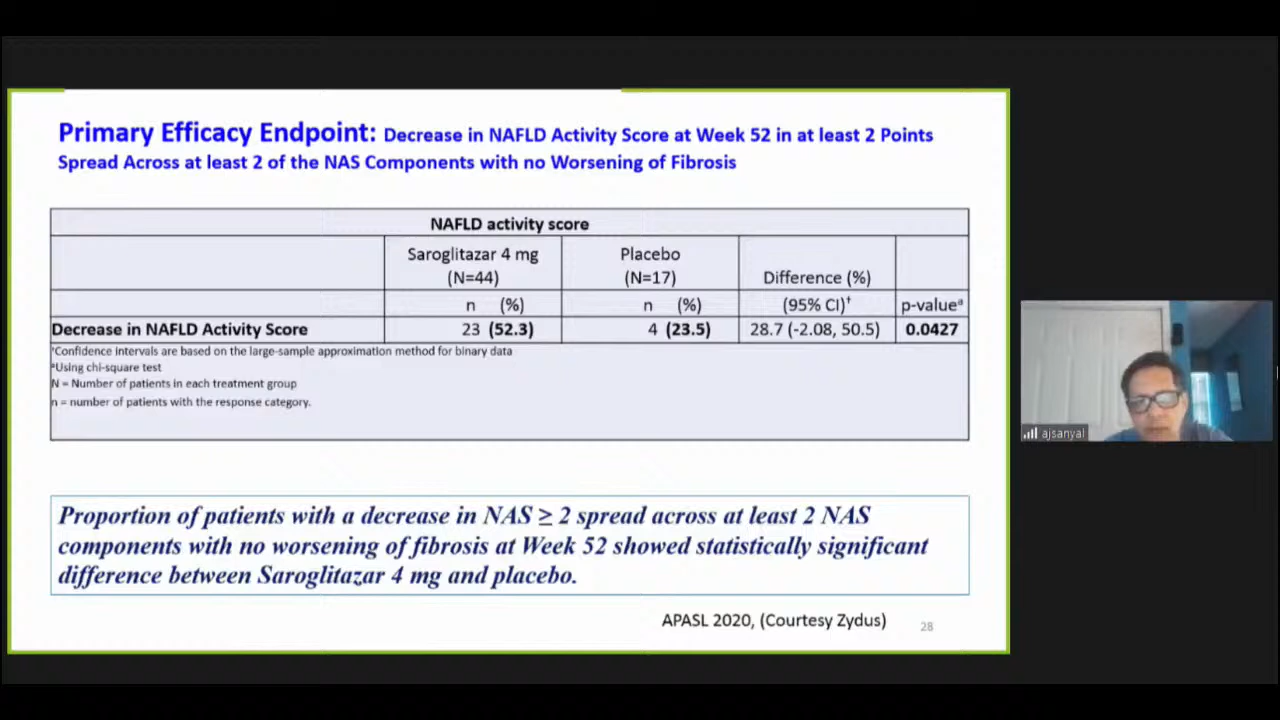 Primary Efficacy Endpoint: Decrease in NAFLD Activity Score at Week 52 in at least 2 Points
Spread Across at least 2 of the NAS Components with no Worsening of Fibrosis
NAFLD activity score
Saroglitazar 4 mg
(N=44)
Placebo
(N=17)
Difference (%)
n (%)
n (%)
(95% CI)†
p-valueª
Decrease in NAFLD Activity Score
23 (52.3)
4 (23.5)
28.7 (-2.08, 50.5)
0.0427
†Confidence intervals are based on the large-sample approximation method for binary data
ªUsing chi-square test
N = Number of patients in each treatment group
n = number of patients with the response category.
Proportion of patients with a decrease in NAS ≥ 2 spread across at least 2 NAS
components with no worsening of fibrosis at Week 52 showed statistically significant
difference between Saroglitazar 4 mg and placebo.
APASL 2020, (Courtesy Zydus)
28
ajsanyal